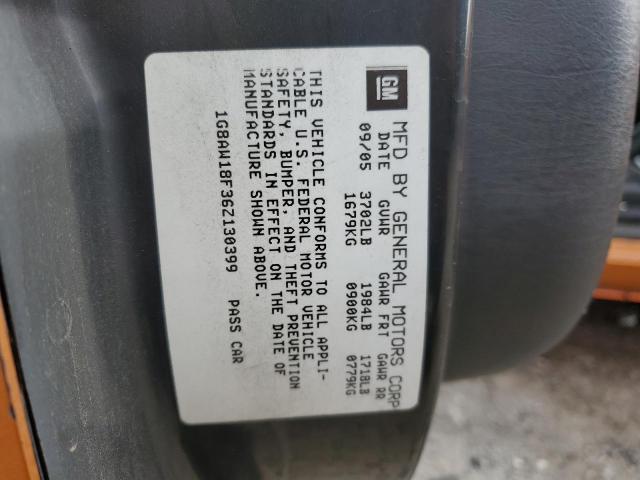 GM
MFD BY GENERAL MOTORS CORP
DATE GVWR GAWR FRT GAWR RR
09/05 3702LB 1984LB 1718LB
1679KG 0900KG 0779KG
THIS VEHICLE CONFORMS TO ALL APPLI-
CABLE U.S. FEDERAL MOTOR VEHICLE
SAFETY, BUMPER, AND THEFT PREVENTION
STANDARDS IN EFFECT ON THE DATE OF
MANUFACTURE SHOWN ABOVE.
1G8AW18F36Z130399 PASS CAR